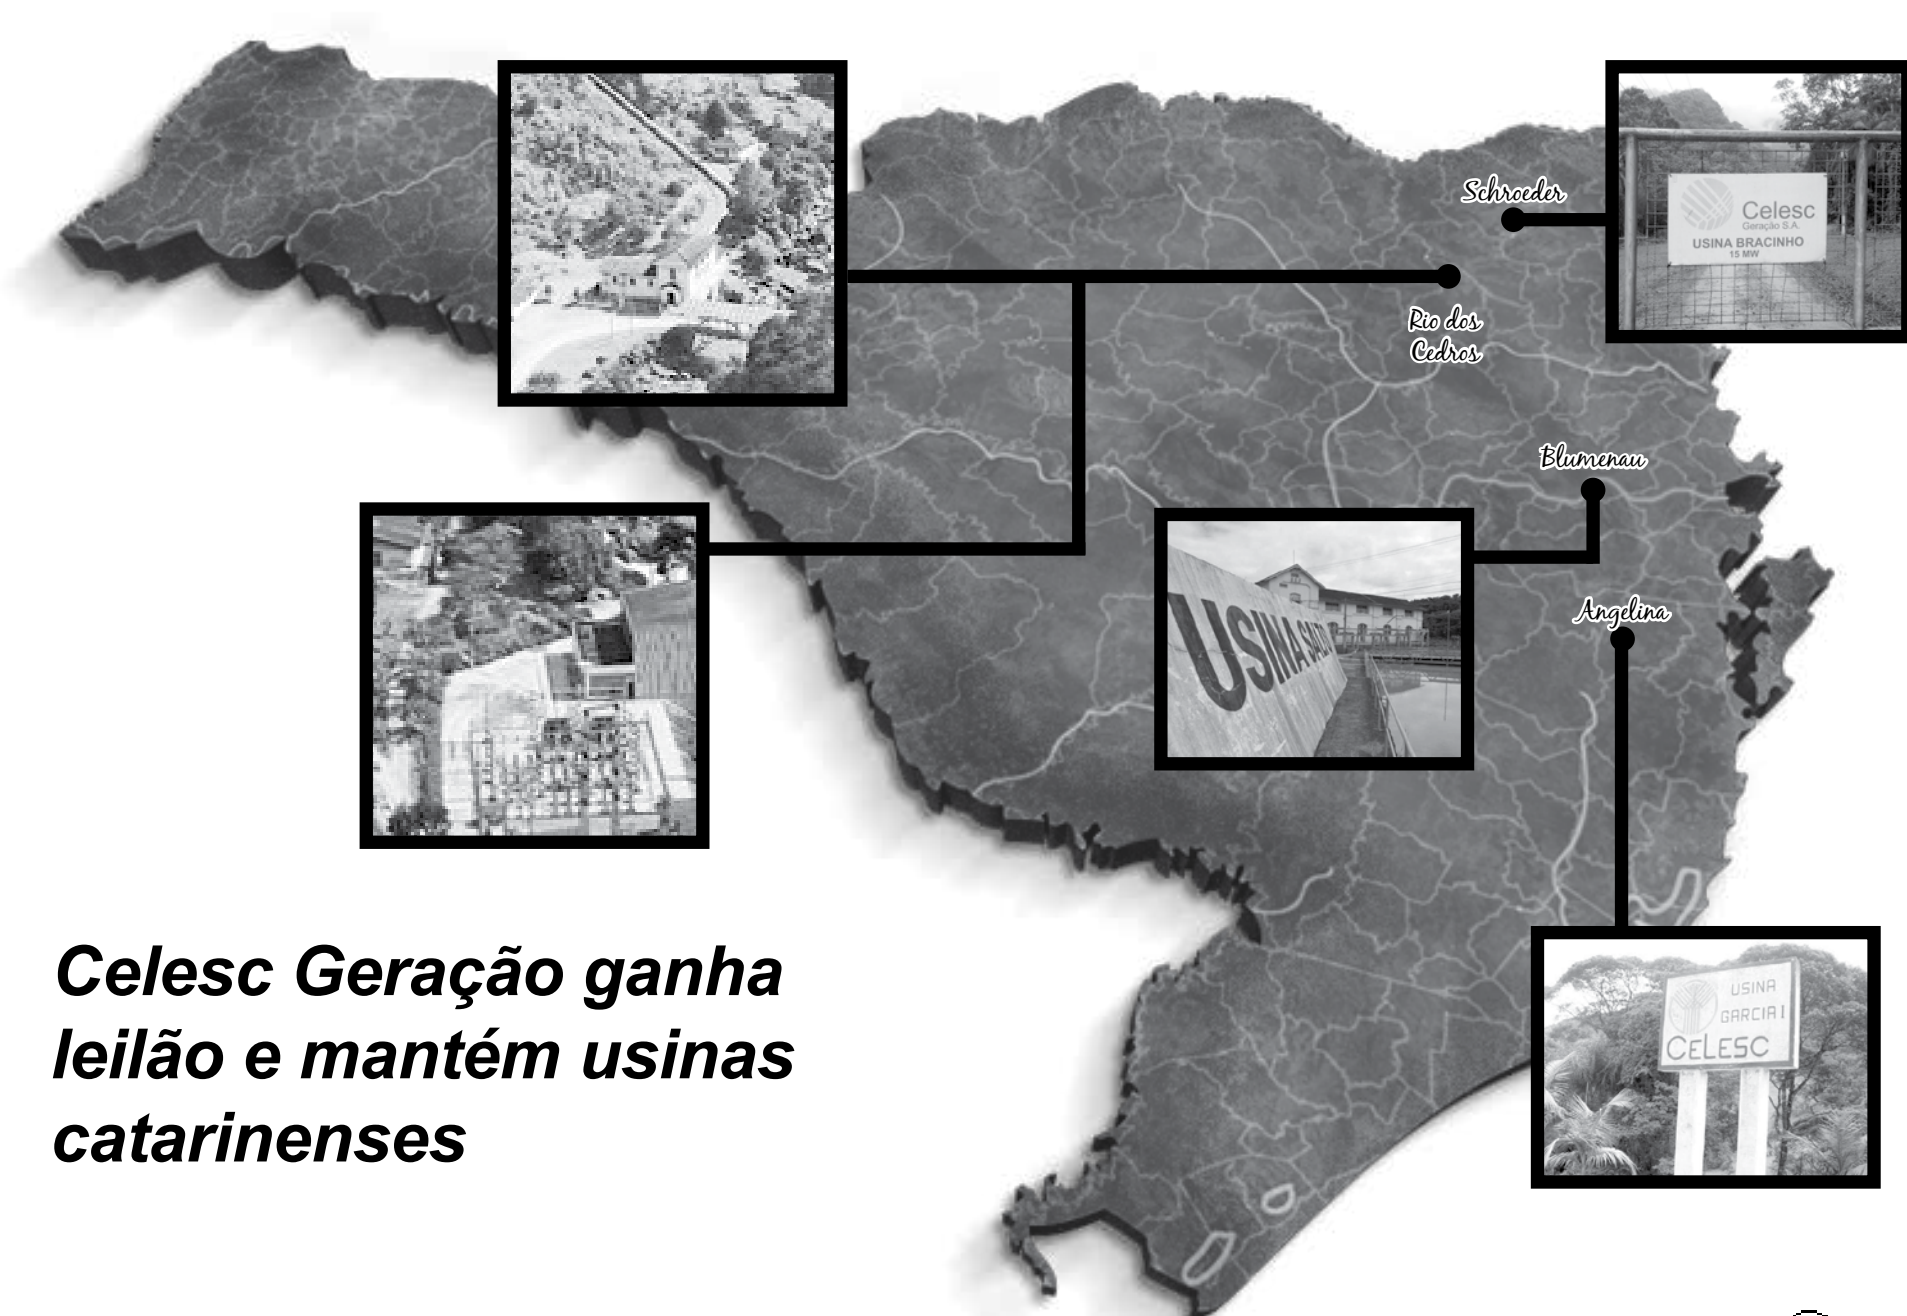 Schroeder
Celesc
Geração S.A.
USINA BRACINHO
15 MW
Rio dos
Cedros
Blumenau
USINA SALTO
Angelina
Celesc Geração ganha
leilão e mantém usinas
catarinenses
USINA
GARCIA I
CELESC